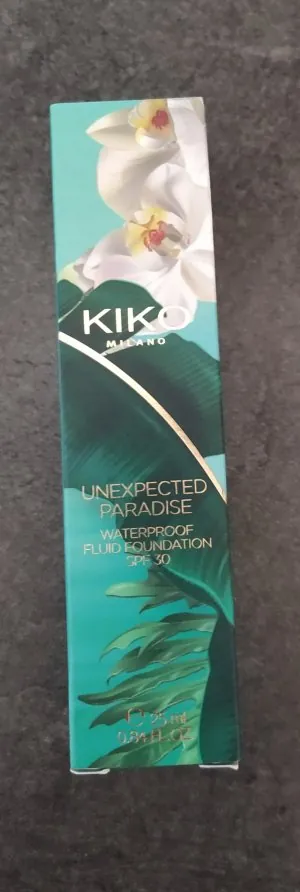 KIKO
MILANO
UNEXPECTED
PARADISE
WATERPROOF
FLUID FOUNDATION
SPF 30
25 ml
0.84 FL.OZ